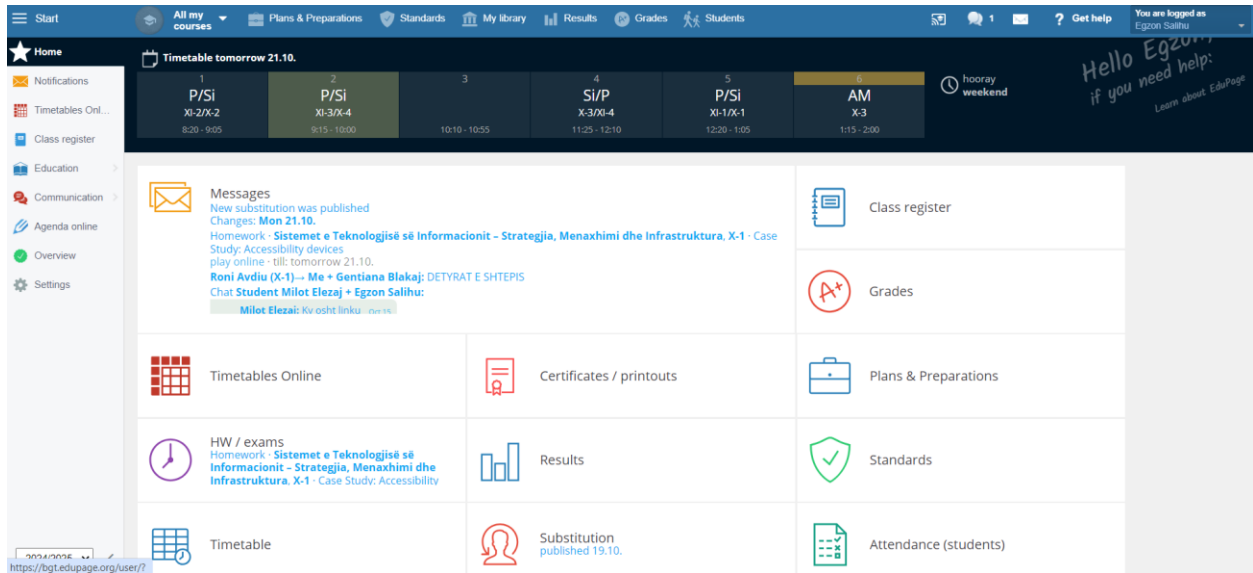 Start
All my
courses
Plans & Preparations
Standards
My library
Results
Grades
Students
1
Get help
You are logged as
Egzon Salihu
Home
Notifications
Timetables Onl...
Class register
Education
Communication
Agenda online
Overview
Settings
2024/2025
https://bgt.edupage.org/user/?
Timetable tomorrow 21.10.
1
P/Si
XI-2/X-2
8:20 - 9:05
2
P/Si
XI-3/X-4
9:15 - 10:00
3
10:10 - 10:55
4
Si/P
X-3/XI-4
11:25 - 12:10
5
P/Si
XI-1/X-1
12:20 - 1:05
6
AM
X-3
1:15 - 2:00
hooray
weekend
Hello Egzon,
if you need help:
Learn about EduPage
Messages
New substitution was published
Changes: Mon 21.10.
Homework · Sistemet e Teknologjisë së Informacionit – Strategjia, Menaxhimi dhe Infrastruktura, X-1 · Case
Study: Accessibility devices
play online · till: tomorrow 21.10.
Roni Avdiu (X-1)→ Me + Gentiana Blakaj: DETYRAT E SHTEPIS
Chat Student Milot Elezaj + Egzon Salihu:
Milot Elezaj: Ky osht linku Oct 15
Class register
A+
Grades
Timetables Online
Certificates / printouts
Plans & Preparations
HW / exams
Homework · Sistemet e Teknologjisë së
Informacionit – Strategjia, Menaxhimi dhe
Infrastruktura, X-1 · Case Study: Accessibility
Results
Standards
Timetable
Substitution
published 19.10.
Attendance (students)